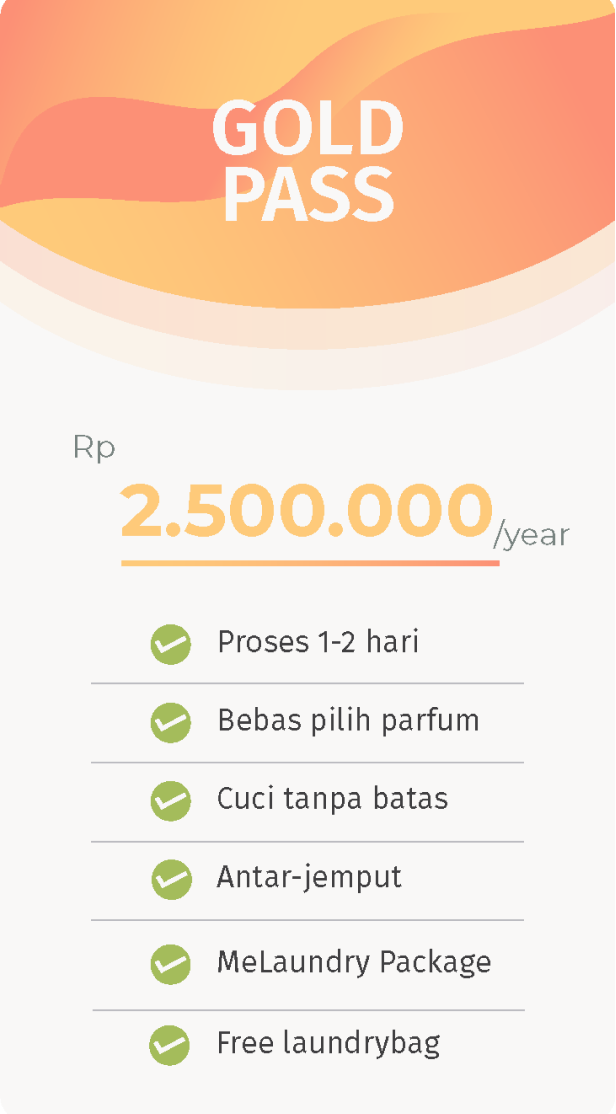 GOLD
PASS
Rp
2.500.000/year
Proses 1-2 hari
Bebas pilih parfum
Cuci tanpa batas
Antar-jemput
MeLaundry Package
Free laundrybag